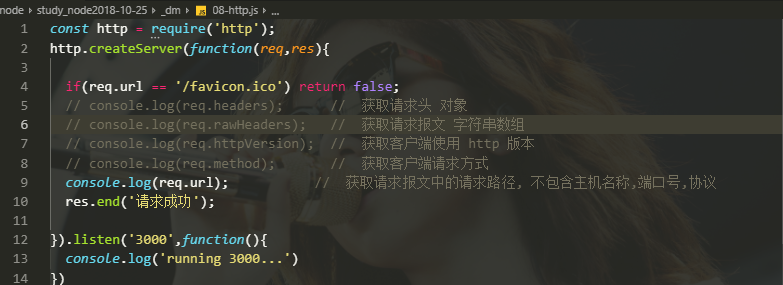 node > study_node2018-10-25 > _dm > JS 08-http.js > ...
1 const http = require('http');
2 http.createServer(function(req,res){
3
4 if(req.url == '/favicon.ico') return false;
5 // console.log(req.headers); // 获取请求头 对象
6 // console.log(req.rawHeaders); // 获取请求报文 字符串数组
7 // console.log(req.httpVersion); // 获取客户端使用 http 版本
8 // console.log(req.method); // 获取客户端请求方式
9 console.log(req.url); // 获取请求报文中的请求路径, 不包含主机名称,端口号,协议
10 res.end('请求成功');
11
12 }).listen('3000',function(){
13 console.log('running 3000...')
14 })